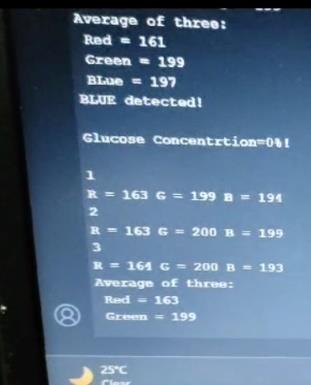 Average of three:
Red = 161
Green = 199
BLue = 197
BLUE detected!
Glucose Concentrtion=0%!
1
R = 163 G = 199 B = 194
2
R = 163 G = 200 B = 199
3
R = 164 G = 200 B = 193
Average of three:
Red = 163
Green = 199
25°C
Clear